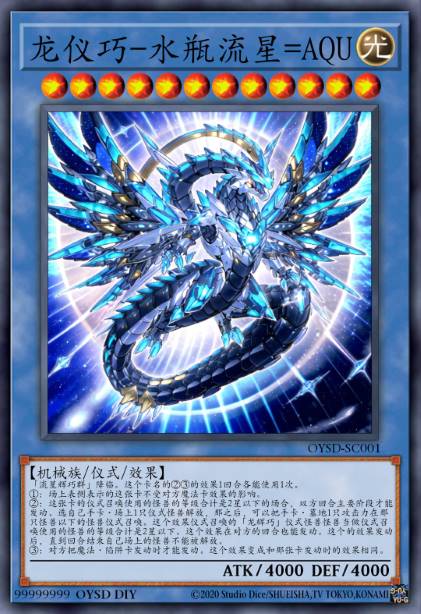 龙仪巧-水瓶流星=AQU
光
OYSD-SC001
【机械族/仪式/效果】
「流星辉巧群」降临。这个卡名的②③的效果1回合各能使用1次。
①：场上表侧表示的这张卡不受对方魔法卡效果的影响。
②：这张卡的仪式召唤使用的怪兽的等级合计是2星以下的场合，双方回合主要阶段才能
发动。选自己手卡·场上1只仪式怪兽解放，那之后，可以把手卡·墓地1只攻击力在那
只怪兽以下的怪兽仪式召唤。这个效果仪式召唤的「龙辉巧」仪式怪兽当做仪式召
唤使用的怪兽的等级合计是2星以下。这个效果在对方的回合也能发动。这个的效果发动
后，直到回合结束自己场上的怪兽不能被解放。
③：对方把魔法·陷阱卡发动时才能发动。这个效果变成和那张卡发动时的效果相同。
ATK/4000 DEF/4000
99999999 OYSD DIY
©2020 Studio Dice/SHUEISHA,TV TOKYO,KONAMI